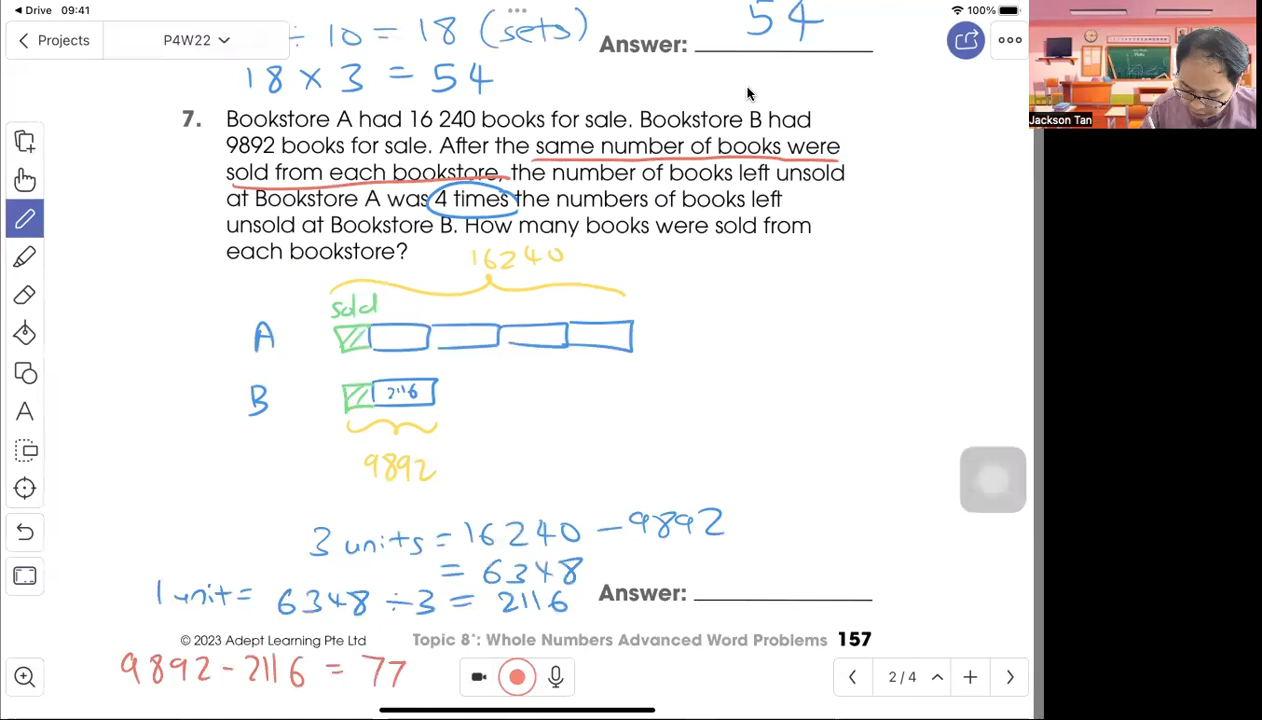 Drive 09:41 100%
Projects P4W22
÷ 10 = 18 (sets)
Answer: 54
18 × 3 = 54
Jackson Tan
7. Bookstore A had 16 240 books for sale. Bookstore B had
9892 books for sale. After the same number of books were
sold from each bookstore, the number of books left unsold
at Bookstore A was 4 times the numbers of books left
unsold at Bookstore B. How many books were sold from
each bookstore?
16240
sold
A
B 2116
9892
3 units = 16240 - 9892
= 6348
1 unit = 6348 ÷ 3 = 2116
Answer:
© 2023 Adept Learning Pte Ltd Topic 8*: Whole Numbers Advanced Word Problems 157
9892 - 2116 = 77
2 / 4